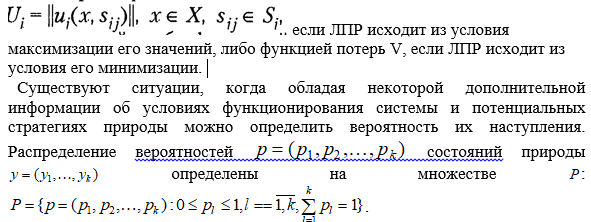 U_i = ||u_i(x, s_ij)||, x ∈ X, s_ij ∈ S_i, .. если ЛПР исходит из условия
максимизации его значений, либо функцией потерь V, если ЛПР исходит из
условия его минимизации.
Существуют ситуации, когда обладая некоторой дополнительной
информации об условиях функционирования системы и потенциальных
стратегиях природы можно определить вероятность их наступления.
Распределение вероятностей p = (p_1, p_2, ..., p_k) состояний природы
y = (y_1, ..., y_k) определены на множестве P:
P = {p = (p_1, p_2, ..., p_k) : 0 ≤ p_l ≤ 1, l == \overline{1, k}, \sum_{l=1}^{k} p_l = 1}.